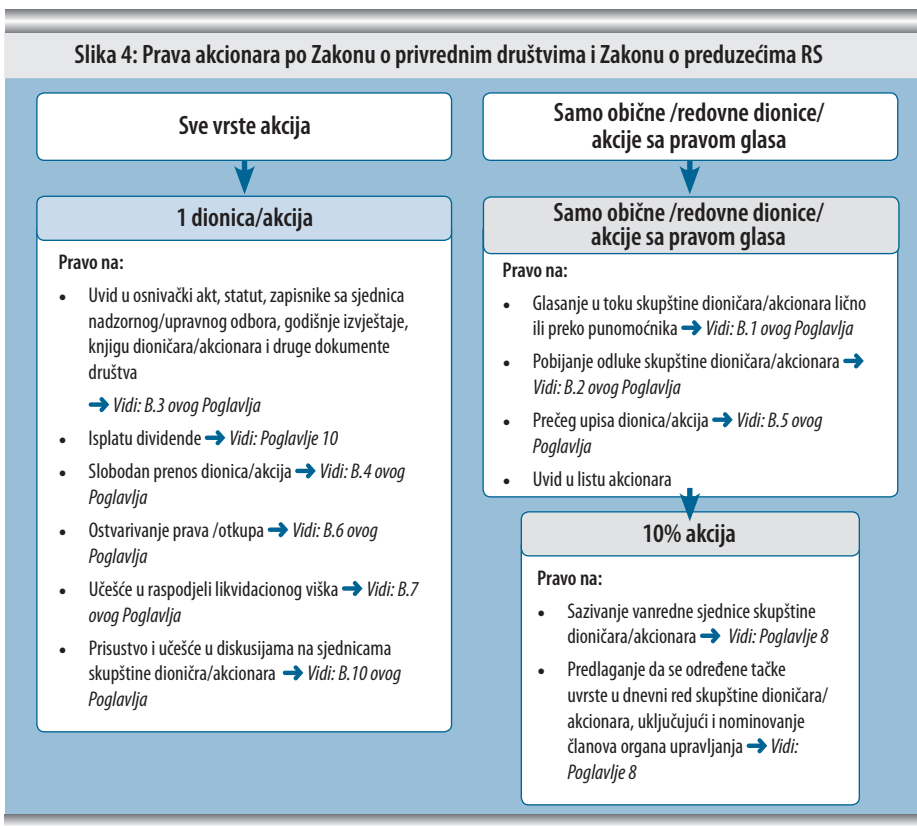 Slika 4: Prava akcionara po Zakonu o privrednim društvima i Zakonu o preduzećima RS
Sve vrste akcija
1 dionica/akcija
Pravo na:
• Uvid u osnivački akt, statut, zapisnike sa sjednica
nadzornog/upravnog odbora, godišnje izvještaje,
knjigu dioničara/akcionara i druge dokumente
društva
➜ Vidi: B.3 ovog Poglavlja
• Isplatu dividende ➜ Vidi: Poglavlje 10
• Slobodan prenos dionica/akcija ➜ Vidi: B.4 ovog
Poglavlja
• Ostvarivanje prava /otkupa ➜ Vidi: B.6 ovog
Poglavlja
• Učešće u raspodjeli likvidacionog viška ➜ Vidi: B.7
ovog Poglavlja
• Prisustvo i učešće u diskusijama na sjednicama
skupštine dioničra/akcionara ➜ Vidi: B.10 ovog
Poglavlja
Samo obične /redovne dionice/
akcije sa pravom glasa
Samo obične /redovne dionice/
akcije sa pravom glasa
Pravo na:
• Glasanje u toku skupštine dioničara/akcionara lično
ili preko punomoćnika ➜ Vidi: B.1 ovog Poglavlja
• Pobijanje odluke skupštine dioničara/akcionara ➜
Vidi: B.2 ovog Poglavlja
• Prečeg upisa dionica/akcija ➜ Vidi: B.5 ovog
Poglavlja
• Uvid u listu akcionara
10% akcija
Pravo na:
• Sazivanje vanredne sjednice skupštine
dioničara/akcionara ➜ Vidi: Poglavlje 8
• Predlaganje da se određene tačke
uvrste u dnevni red skupštine dioničara/
akcionara, uključujući i nominovanje
članova organa upravljanja ➜ Vidi:
Poglavlje 8